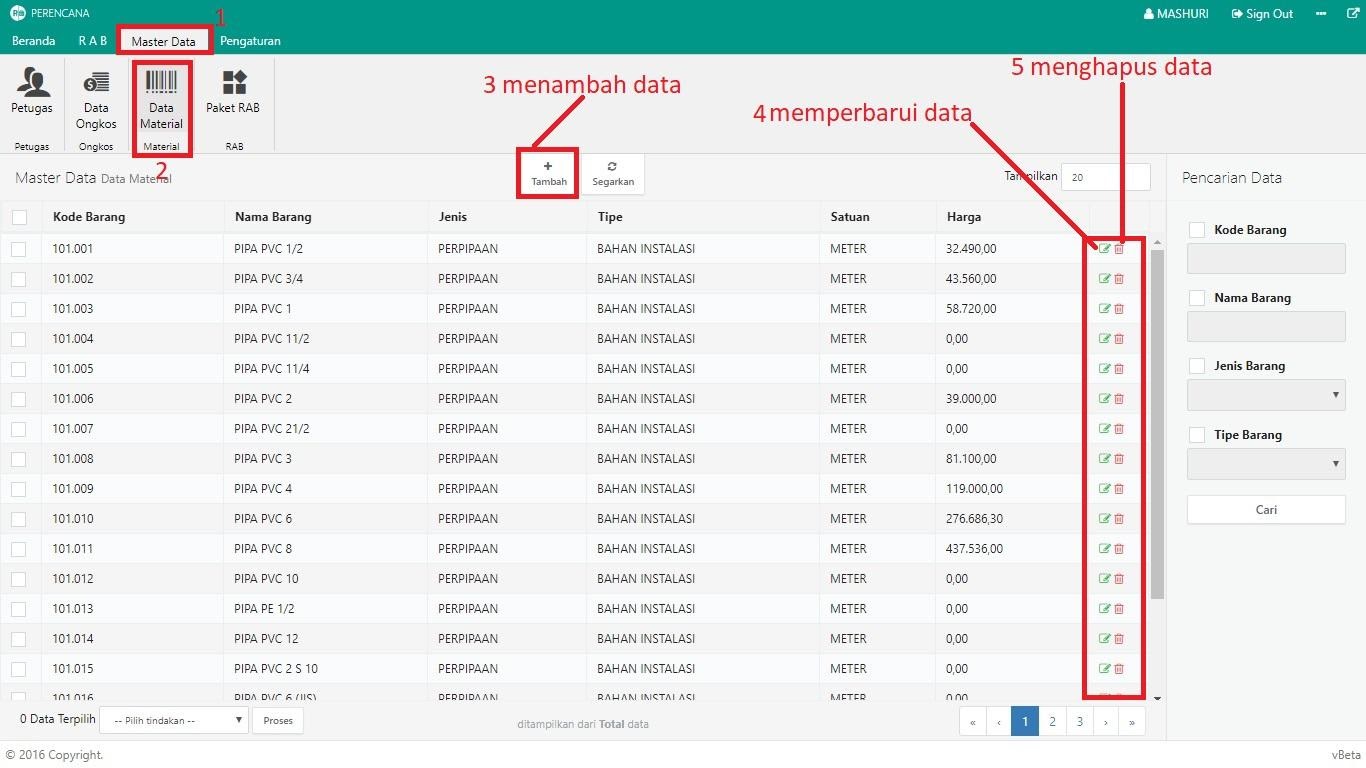 PERENCANA
MASHURI Sign Out
1
Beranda R A B Master Data Pengaturan
3 menambah data
4 memperbarui data
5 menghapus data
Petugas Data Ongkos Data Material Paket RAB
Petugas Ongkos Material RAB
2
Master Data Data Material
Tambah Segarkan
Tampilkan 20
Pencarian Data
Kode Barang Nama Barang Jenis Tipe Satuan Harga
101.001 PIPA PVC 1/2 PERPIPAAN BAHAN INSTALASI METER 32.490,00
101.002 PIPA PVC 3/4 PERPIPAAN BAHAN INSTALASI METER 43.560,00
101.003 PIPA PVC 1 PERPIPAAN BAHAN INSTALASI METER 58.720,00
101.004 PIPA PVC 11/2 PERPIPAAN BAHAN INSTALASI METER 0,00
101.005 PIPA PVC 11/4 PERPIPAAN BAHAN INSTALASI METER 0,00
101.006 PIPA PVC 2 PERPIPAAN BAHAN INSTALASI METER 39.000,00
101.007 PIPA PVC 21/2 PERPIPAAN BAHAN INSTALASI METER 0,00
101.008 PIPA PVC 3 PERPIPAAN BAHAN INSTALASI METER 81.100,00
101.009 PIPA PVC 4 PERPIPAAN BAHAN INSTALASI METER 119.000,00
101.010 PIPA PVC 6 PERPIPAAN BAHAN INSTALASI METER 276.686,30
101.011 PIPA PVC 8 PERPIPAAN BAHAN INSTALASI METER 437.536,00
101.012 PIPA PVC 10 PERPIPAAN BAHAN INSTALASI METER 0,00
101.013 PIPA PE 1/2 PERPIPAAN BAHAN INSTALASI METER 0,00
101.014 PIPA PVC 12 PERPIPAAN BAHAN INSTALASI METER 0,00
101.015 PIPA PVC 2 S 10 PERPIPAAN BAHAN INSTALASI METER 0,00
101.016 PIPA PVC 6 (JIS) PERPIPAAN BAHAN INSTALASI METER 0,00
Kode Barang
Nama Barang
Jenis Barang
Tipe Barang
Cari
0 Data Terpilih -- Pilih tindakan -- Proses
ditampilkan dari Total data
« ‹ 1 2 3 › »
© 2016 Copyright.
vBeta